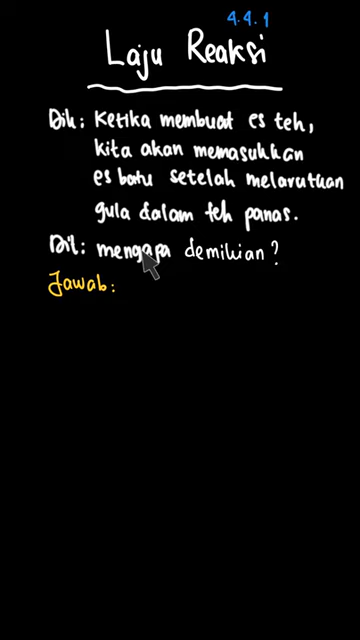 4.4.1
Laju Reaksi
Dik: Ketika membuat es teh,
kita akan memasukkan
es batu setelah melarutkan
gula dalam teh panas.
Dit: mengapa demikian?
Jawab: